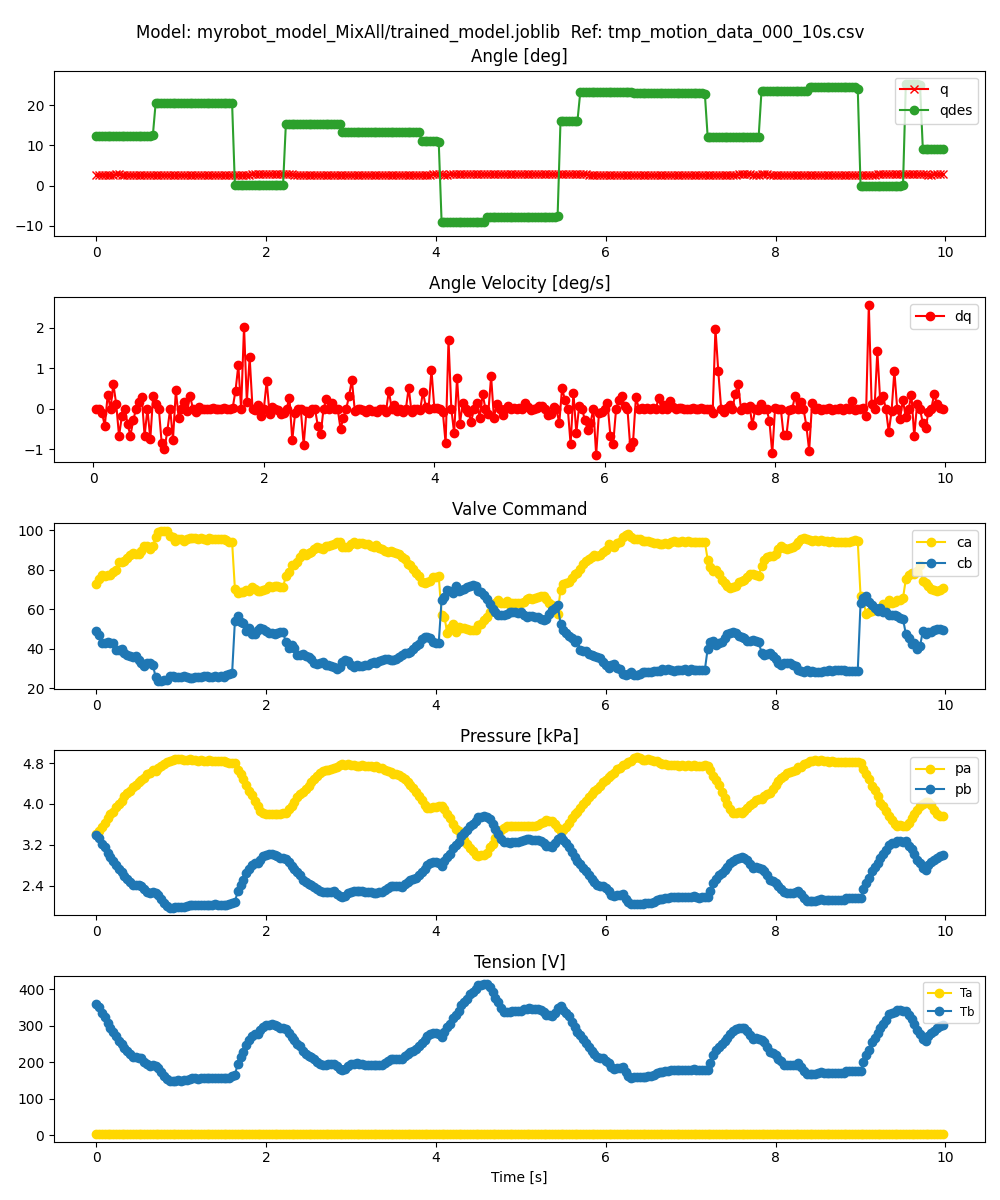 Model: myrobot_model_MixAll/trained_model.joblib  Ref: tmp_motion_data_000_10s.csv
Angle [deg]
q
qdes
20
10
0
−10
0 2 4 6 8 10
Angle Velocity [deg/s]
dq
2
1
0
−1
0 2 4 6 8 10
Valve Command
ca
cb
100
80
60
40
20
0 2 4 6 8 10
Pressure [kPa]
pa
pb
4.8
4.0
3.2
2.4
0 2 4 6 8 10
Tension [V]
Ta
Tb
400
300
200
100
0
0 2 4 6 8 10
Time [s]